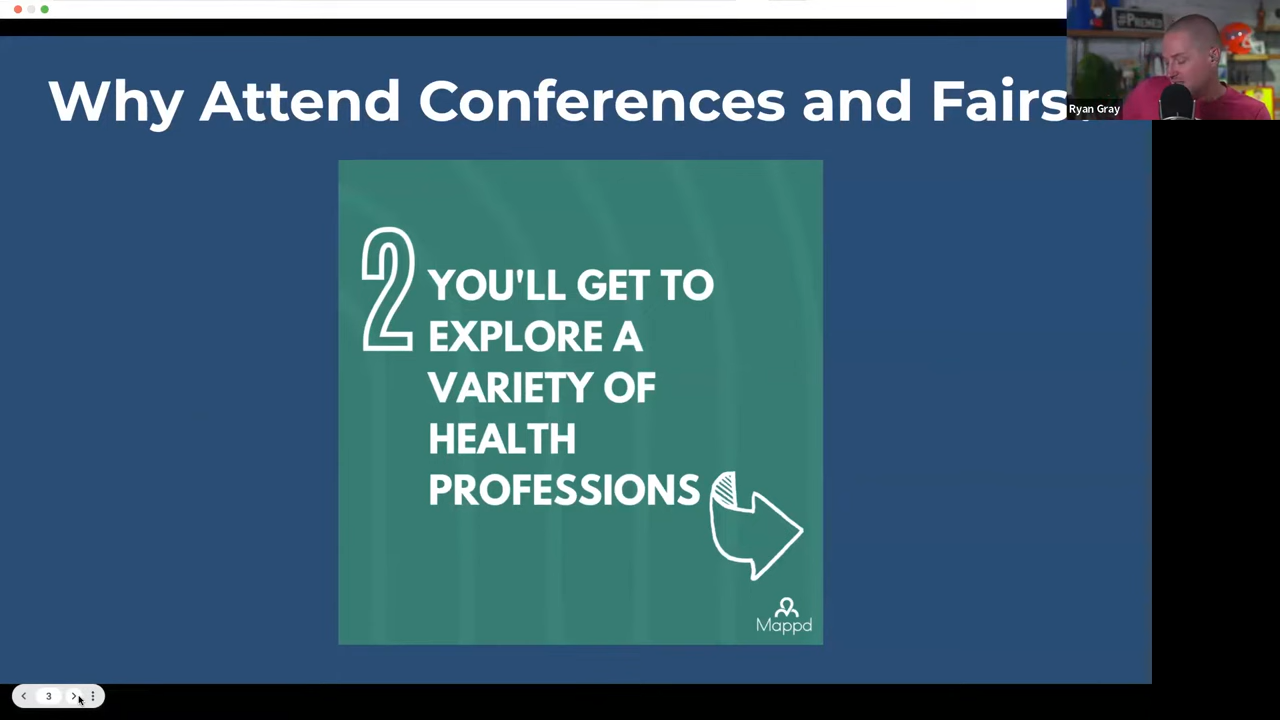 #PREMED
Why Attend Conferences and Fairs
Ryan Gray
2
YOU'LL GET TO
EXPLORE A
VARIETY OF
HEALTH
PROFESSIONS
Mappd
3